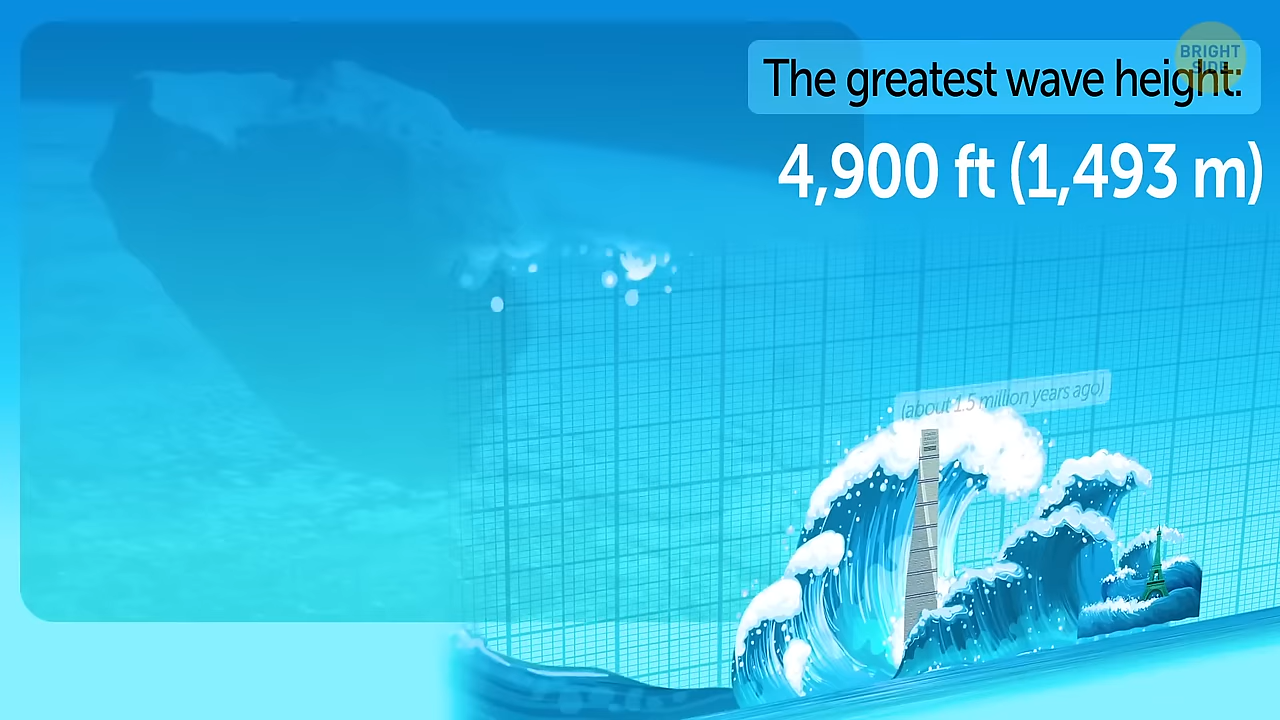 BRIGHT
SIDE
The greatest wave height:
4,900 ft (1,493 m)
(about 1.5 million years ago)